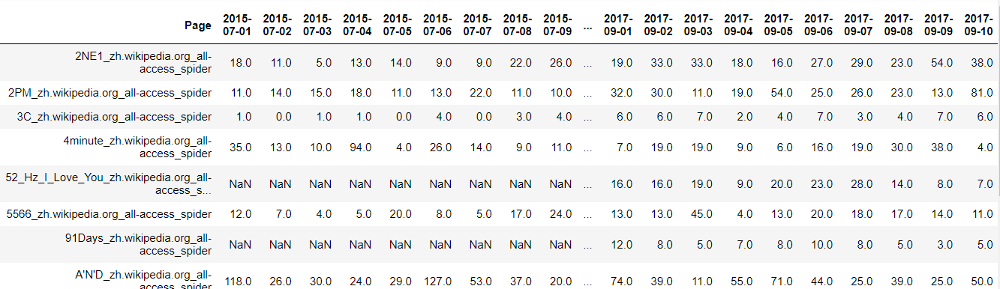 Page 2015-07-01 2015-07-02 2015-07-03 2015-07-04 2015-07-05 2015-07-06 2015-07-07 2015-07-08 2015-07-09 ... 2017-09-01 2017-09-02 2017-09-03 2017-09-04 2017-09-05 2017-09-06 2017-09-07 2017-09-08 2017-09-09 2017-09-10
2NE1_zh.wikipedia.org_all-access_spider 18.0 11.0 5.0 13.0 14.0 9.0 9.0 22.0 26.0 ... 19.0 33.0 33.0 18.0 16.0 27.0 29.0 23.0 54.0 38.0
2PM_zh.wikipedia.org_all-access_spider 11.0 14.0 15.0 18.0 11.0 13.0 22.0 11.0 10.0 ... 32.0 30.0 11.0 19.0 54.0 25.0 26.0 23.0 13.0 81.0
3C_zh.wikipedia.org_all-access_spider 1.0 0.0 1.0 1.0 0.0 4.0 0.0 3.0 4.0 ... 6.0 6.0 7.0 2.0 4.0 7.0 3.0 4.0 7.0 6.0
4minute_zh.wikipedia.org_all-access_spider 35.0 13.0 10.0 94.0 4.0 26.0 14.0 9.0 11.0 ... 7.0 19.0 19.0 9.0 6.0 16.0 19.0 30.0 38.0 4.0
52_Hz_I_Love_You_zh.wikipedia.org_all-access_s... NaN NaN NaN NaN NaN NaN NaN NaN NaN ... 16.0 16.0 19.0 9.0 20.0 23.0 28.0 14.0 8.0 7.0
5566_zh.wikipedia.org_all-access_spider 12.0 7.0 4.0 5.0 20.0 8.0 5.0 17.0 24.0 ... 13.0 13.0 45.0 4.0 13.0 20.0 18.0 17.0 14.0 11.0
91Days_zh.wikipedia.org_all-access_spider NaN NaN NaN NaN NaN NaN NaN NaN NaN ... 12.0 8.0 5.0 7.0 8.0 10.0 8.0 5.0 3.0 5.0
A'N'D_zh.wikipedia.org_all-access_spider 118.0 26.0 30.0 24.0 29.0 127.0 53.0 37.0 20.0 ... 74.0 39.0 11.0 55.0 71.0 44.0 25.0 39.0 25.0 50.0